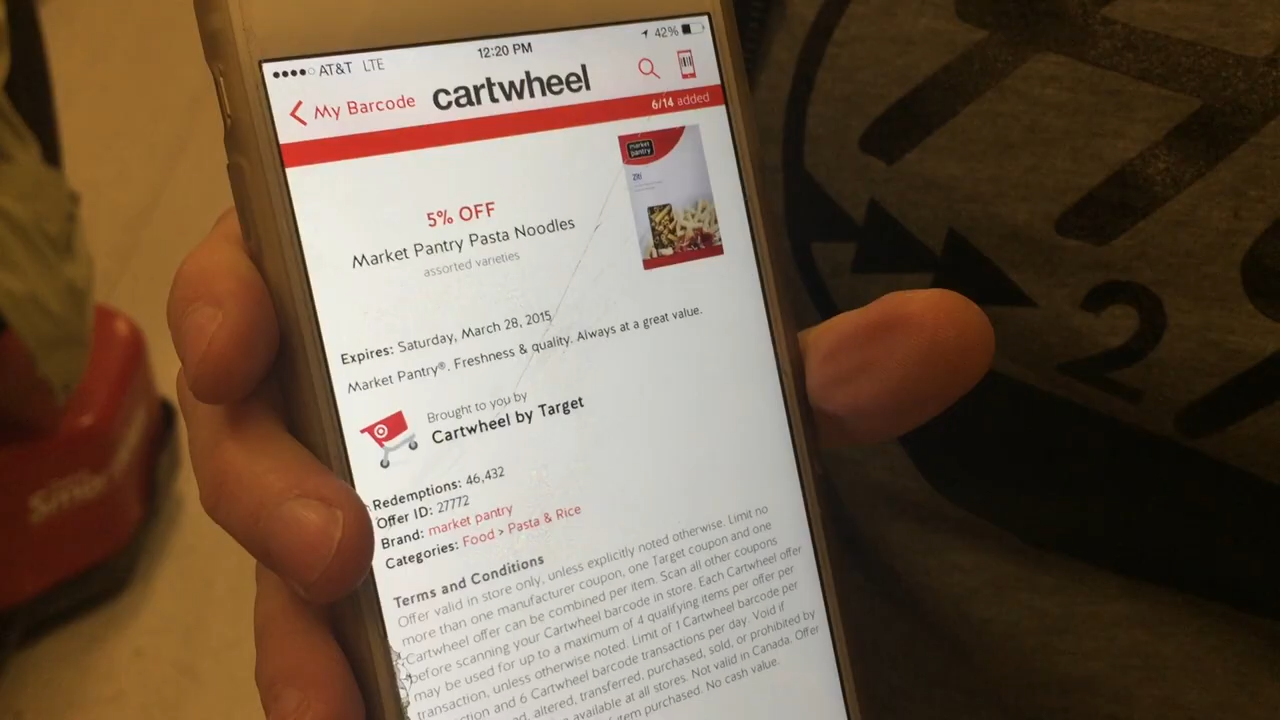 AT&T LTE 12:20 PM 42%
My Barcode cartwheel
6/14 added
market pantry
Ziti
5% OFF
Market Pantry Pasta Noodles
assorted varieties
Expires: Saturday, March 28, 2015
Market Pantry®. Freshness & quality. Always at a great value.
Brought to you by
Cartwheel by Target
Redemptions: 46,432
Offer ID: 27772
Brand: market pantry
Categories: Food > Pasta & Rice
Terms and Conditions
Offer valid in store only, unless explicitly noted otherwise. Limit no
more than one manufacturer coupon, one Target coupon and one
Cartwheel offer can be combined per item. Scan all other coupons
before scanning your Cartwheel barcode in store. Each Cartwheel offer
may be used for up to a maximum of 4 qualifying items per offer per
transaction, unless otherwise noted. Limit of 1 Cartwheel barcode per
and 6 Cartwheel barcode transactions per day. Void if
altered, transferred, purchased, sold, or prohibited by
available at all stores. Not valid in Canada. Offer
item purchased. No cash value.
2